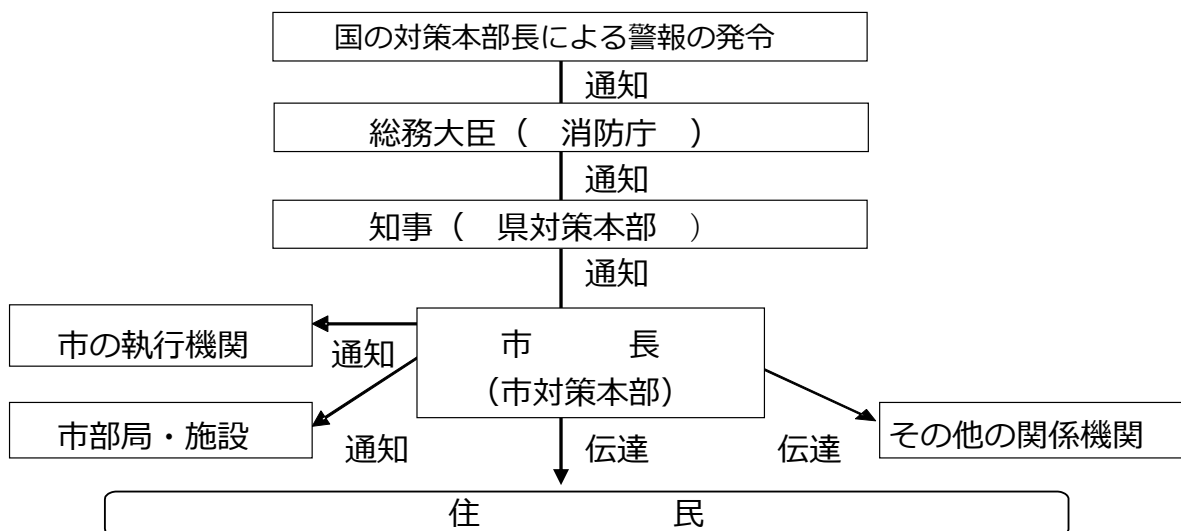 国の対策本部長による警報の発令
通知
総務大臣（　消防庁　）
通知
知事（　県対策本部　）
通知
市の執行機関
通知
市　　　長
（市対策本部）
市部局・施設
通知
伝達
伝達
その他の関係機関
住　　　　　　民